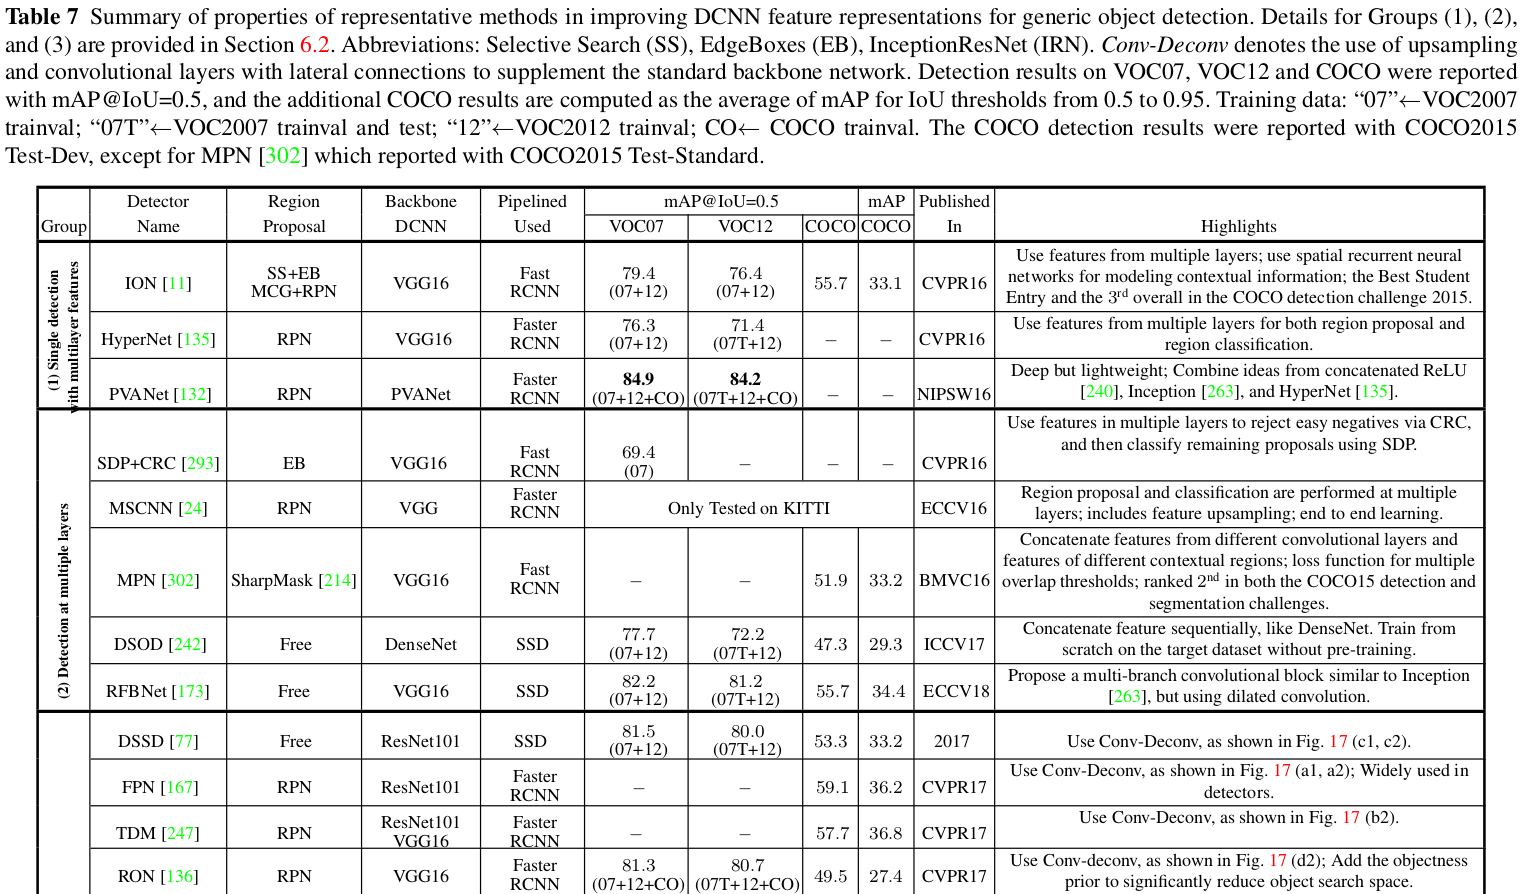 Table 7 Summary of properties of representative methods in improving DCNN feature representations for generic object detection. Details for Groups (1), (2),
and (3) are provided in Section 6.2. Abbreviations: Selective Search (SS), EdgeBoxes (EB), InceptionResNet (IRN). Conv-Deconv denotes the use of upsampling
and convolutional layers with lateral connections to supplement the standard backbone network. Detection results on VOC07, VOC12 and COCO were reported
with mAP@IoU=0.5, and the additional COCO results are computed as the average of mAP for IoU thresholds from 0.5 to 0.95. Training data: “07”←VOC2007
trainval; “07T”←VOC2007 trainval and test; “12”←VOC2012 trainval; CO← COCO trainval. The COCO detection results were reported with COCO2015
Test-Dev, except for MPN [302] which reported with COCO2015 Test-Standard.
Detector Region Backbone Pipelined mAP@IoU=0.5 mAP Published
Group Name Proposal DCNN Used VOC07 VOC12 COCO COCO In Highlights
(1) Single detection
with multilayer features
Use features from multiple layers; use spatial recurrent neural
SS+EB Fast 79.4 76.4 networks for modeling contextual information; the Best Student
ION [11] VGG16 55.7 33.1 CVPR16
MCG+RPN RCNN (07+12) (07+12) Entry and the 3rd overall in the COCO detection challenge 2015.
Faster 76.3 71.4 Use features from multiple layers for both region proposal and
HyperNet [135] RPN VGG16 − − CVPR16
RCNN (07+12) (07T+12) region classification.
Faster 84.9 84.2 Deep but lightweight; Combine ideas from concatenated ReLU
PVANet [132] RPN PVANet RCNN (07+12+CO) (07T+12+CO) − − NIPSW16 [240], Inception [263], and HyperNet [135].
(2) Detection at multiple layers
Use features in multiple layers to reject easy negatives via CRC,
Fast 69.4 and then classify remaining proposals using SDP.
SDP+CRC [293] EB VGG16 − − − CVPR16
RCNN (07)
Faster Region proposal and classification are performed at multiple
MSCNN [24] RPN VGG Only Tested on KITTI ECCV16
RCNN layers; includes feature upsampling; end to end learning.
Concatenate features from different convolutional layers and
Fast features of different contextual regions; loss function for multiple
MPN [302] SharpMask [214] VGG16 − − 51.9 33.2 BMVC16
RCNN overlap thresholds; ranked 2nd in both the COCO15 detection and
segmentation challenges.
77.7 72.2 Concatenate feature sequentially, like DenseNet. Train from
DSOD [242] Free DenseNet SSD 47.3 29.3 ICCV17
(07+12) (07T+12) scratch on the target dataset without pre-training.
82.2 81.2 Propose a multi-branch convolutional block similar to Inception
RFBNet [173] Free VGG16 SSD 55.7 34.4 ECCV18
(07+12) (07T+12) [263], but using dilated convolution.
81.5 80.0
DSSD [77] Free ResNet101 SSD 53.3 33.2 2017 Use Conv-Deconv, as shown in Fig. 17 (c1, c2).
(07+12) (07T+12)
Faster Use Conv-Deconv, as shown in Fig. 17 (a1, a2); Widely used in
FPN [167] RPN ResNet101 − − 59.1 36.2 CVPR17
RCNN detectors.
ResNet101 Faster Use Conv-Deconv, as shown in Fig. 17 (b2).
TDM [247] RPN − − 57.7 36.8 CVPR17
VGG16 RCNN
Faster 81.3 80.7 Use Conv-deconv, as shown in Fig. 17 (d2); Add the objectness
RON [136] RPN VGG16 49.5 27.4 CVPR17
RCNN (07+12+CO) (07T+12+CO) prior to significantly reduce object search space.